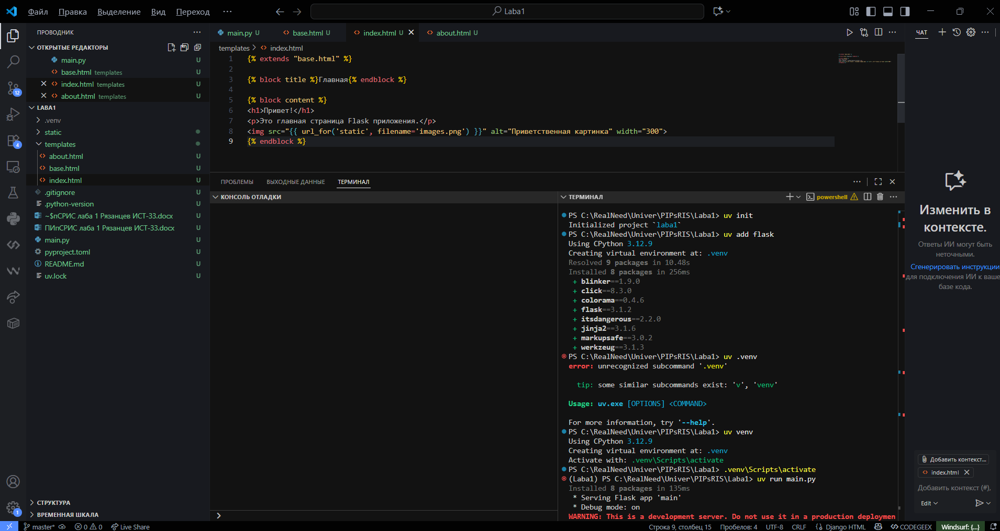 Файл Правка Выделение Вид Переход ···
Laba1
ПРОВОДНИК
ОТКРЫТЫЕ РЕДАКТОРЫ
main.py U
base.html templates U
index.html templates U
about.html templates U
LABA1
.venv
static
templates
about.html U
base.html U
index.html U
.gitignore U
.python-version U
~$пСРИС лаба 1 Рязанцев ИСТ-33.docx U
ПИпСРИС лаба 1 Рязанцев ИСТ-33.docx U
main.py U
pyproject.toml U
README.md U
uv.lock U
СТРУКТУРА
ВРЕМЕННАЯ ШКАЛА
12
4
1
main.py U base.html U index.html U about.html U
templates > index.html
1 {% extends "base.html" %}
2
3 {% block title %}Главная{% endblock %}
4
5 {% block content %}
6 <h1>Привет!</h1>
7 <p>Это главная страница Flask приложения.</p>
8 <img src="{{ url_for('static', filename='images.png') }}" alt="Приветственная картинка" width="300">
9 {% endblock %}
ПРОБЛЕМЫ ВЫХОДНЫЕ ДАННЫЕ ТЕРМИНАЛ
КОНСОЛЬ ОТЛАДКИ
ТЕРМИНАЛ
powershell
PS C:\RealNeed\Univer\PIPsRIS\Laba1> uv init
Initialized project `laba1`
PS C:\RealNeed\Univer\PIPsRIS\Laba1> uv add flask
Using CPython 3.12.9
Creating virtual environment at: .venv
Resolved 9 packages in 10.48s
Installed 8 packages in 256ms
+ blinker==1.9.0
+ click==8.3.0
+ colorama==0.4.6
+ flask==3.1.2
+ itsdangerous==2.2.0
+ jinja2==3.1.6
+ markupsafe==3.0.2
+ werkzeug==3.1.3
PS C:\RealNeed\Univer\PIPsRIS\Laba1> uv .venv
error: unrecognized subcommand '.venv'
tip: some similar subcommands exist: 'v', 'venv'
Usage: uv.exe [OPTIONS] <COMMAND>
For more information, try '--help'.
PS C:\RealNeed\Univer\PIPsRIS\Laba1> uv venv
Using CPython 3.12.9
Creating virtual environment at: .venv
Activate with: .venv\Scripts\activate
PS C:\RealNeed\Univer\PIPsRIS\Laba1> .venv\Scripts\activate
(Laba1) PS C:\RealNeed\Univer\PIPsRIS\Laba1> uv run main.py
Installed 8 packages in 135ms
* Serving Flask app 'main'
* Debug mode: on
WARNING: This is a development server. Do not use it in a production deploymen
ЧАТ
Изменить в
контексте.
Ответы ИИ могут быть
неточными.
Сгенерировать инструкции
для подключения ИИ к ваше
базе кода.
Добавить контекст...
index.html
Добавить контекст (#),
Edit
master* 0 0 Live Share
Строка 9, столбец 15 Пробелов: 4 UTF-8 CRLF Django HTML CODEGEEX Windsurf: {...}